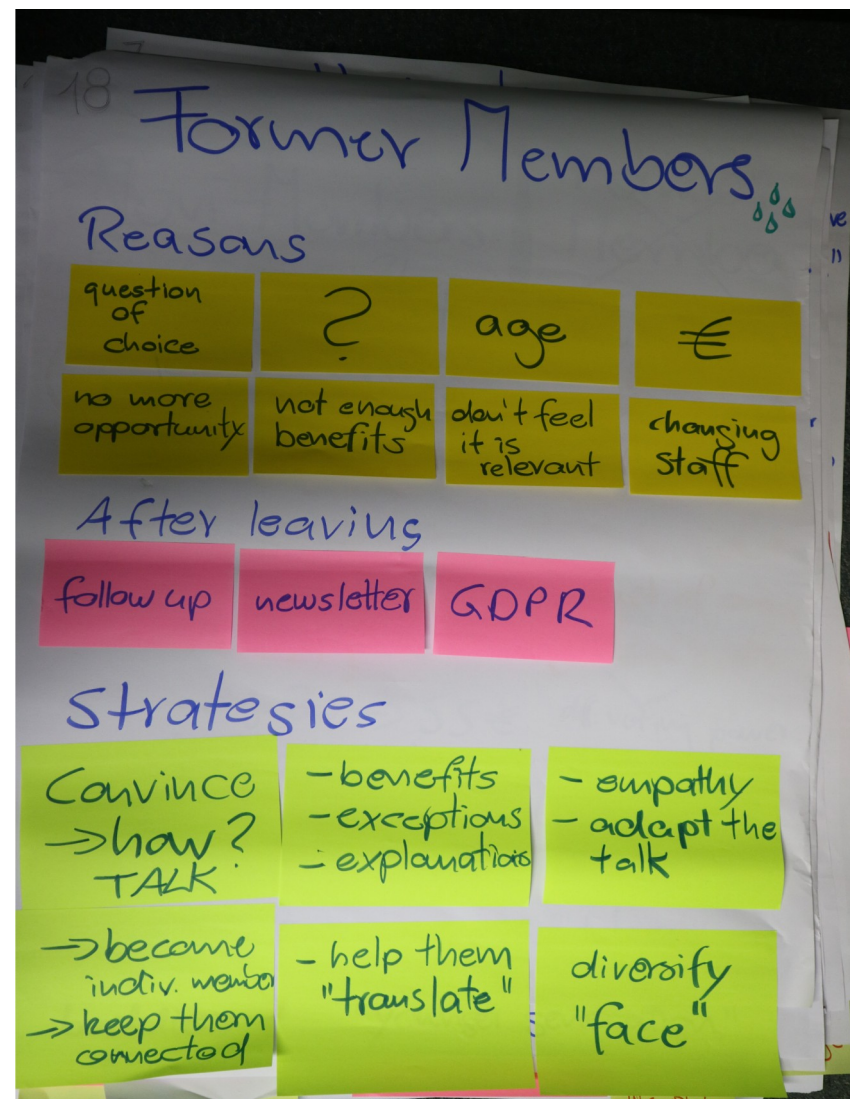 18
Former Members
Reasons
question
of
choice
?
age
€
no more
opportunity
not enough
benefits
don't feel
it is
relevant
changing
staff
After leaving
follow up
newsletter
GDPR
Strategies
Convince
→ how?
TALK
- benefits
- exceptions
- explanations
- empathy
- adapt the
talk
→ become
indiv. member
→ keep them
connected
- help them
"translate"
diversify
"face"